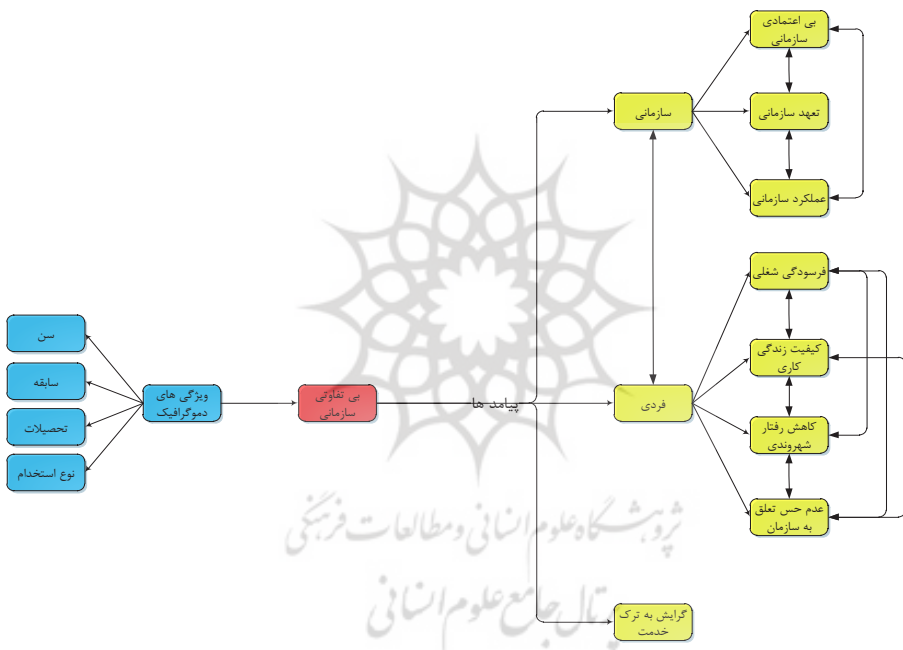 بی اعتمادی
سازمانی
سازمانی
تعهد سازمانی
عملکرد سازمانی
فرسودگی شغلی
سن
کیفیت زندگی
کاری
سابقه
ویژگی های
دموگرافیک
بی تفاوتی
سازمانی
پیامد ها
فردی
تحصیلات
کاهش رفتار
شهروندی
نوع استخدام
عدم حس تعلق
به سازمان
پژوهشگاه علوم انسانی و مطالعات فرهنگی
پرتال جامع علوم انسانی
گرایش به ترک
خدمت